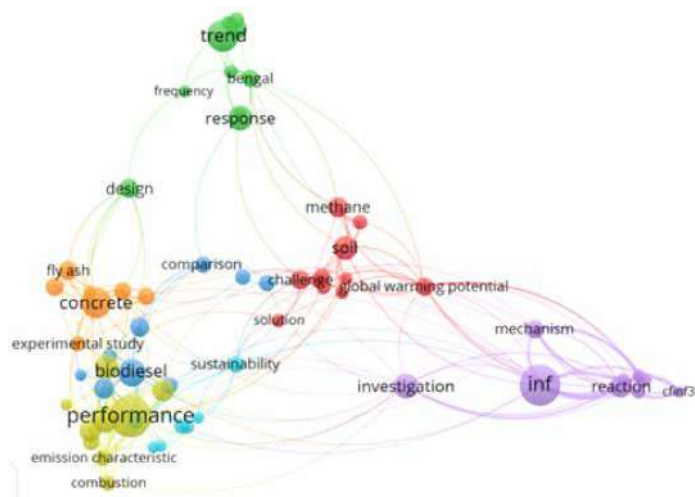 trend
bengal
frequency
response
design
methane
soil
comparison
fly ash
challenge
global warming potential
concrete
solution
mechanism
experimental study
sustainability
biodiesel
investigation
inf
reaction
cfinf3
performance
emission characteristic
combustion